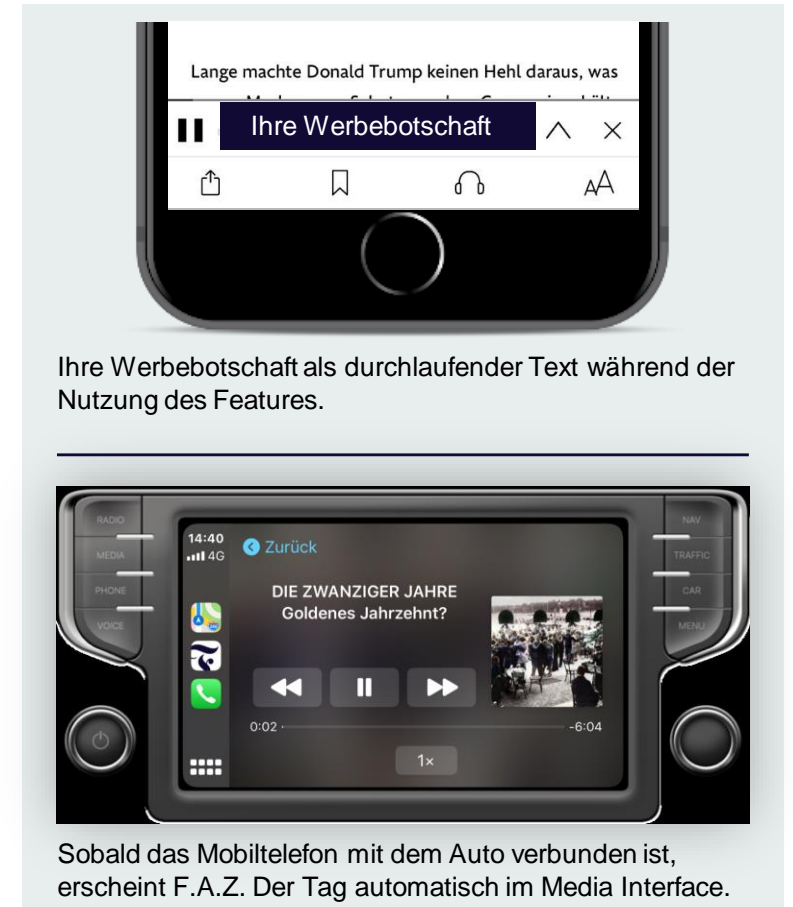 Lange machte Donald Trump keinen Hehl daraus, was
Ihre Werbebotschaft
AA
Ihre Werbebotschaft als durchlaufender Text während der
Nutzung des Features.
RADIO
MEDIA
PHONE
VOICE
14:40
4G
Zurück
DIE ZWANZIGER JAHRE
Goldenes Jahrzehnt?
0:02
-6:04
1×
NAV
TRAFFIC
CAR
MENU
Sobald das Mobiltelefon mit dem Auto verbunden ist,
erscheint F.A.Z. Der Tag automatisch im Media Interface.